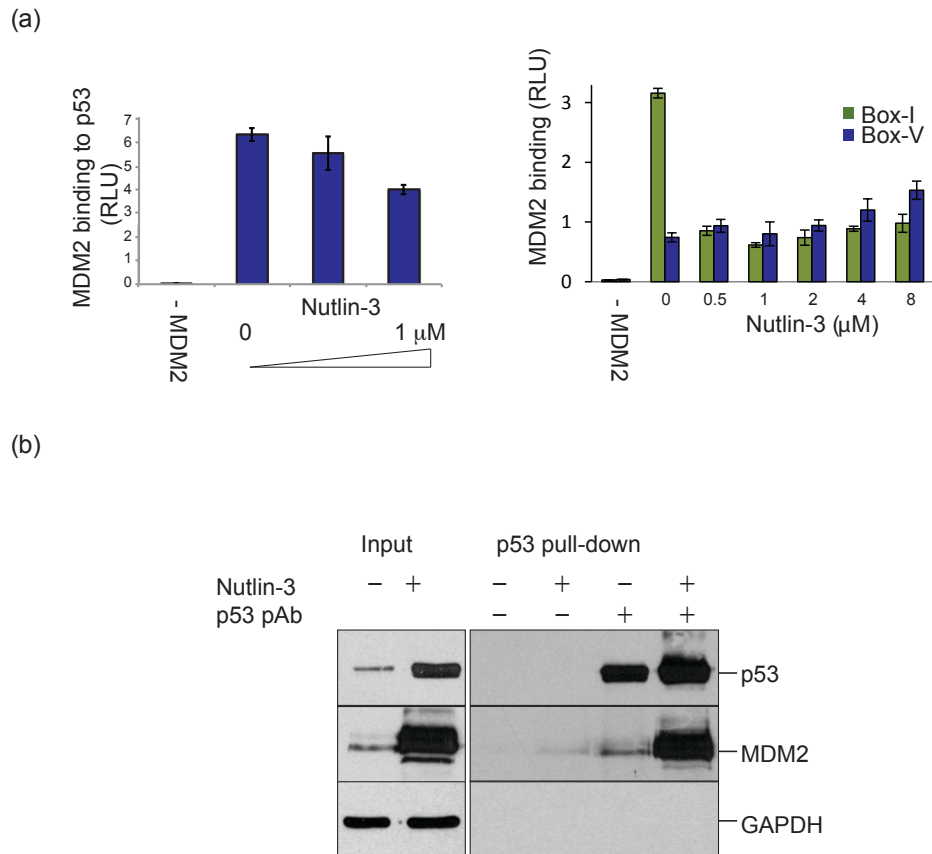 (a)
MDM2 binding to p53
(RLU)
7
6
5
4
3
2
1
0
- MDM2
Nutlin-3
0
1 μM
MDM2 binding (RLU)
3
2
1
0
Box-I
Box-V
- MDM2
0
0.5
1
2
4
8
Nutlin-3 (μM)
(b)
Input
p53 pull-down
Nutlin-3 – + – + – +
p53 pAb – – + +
p53
MDM2
GAPDH